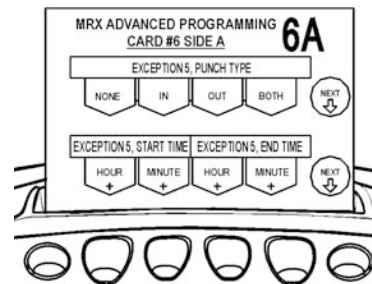 MRX ADVANCED PROGRAMMING
CARD #6 SIDE A
6A
EXCEPTION 5, PUNCH TYPE
NONE IN OUT BOTH NEXT
EXCEPTION 5, START TIME EXCEPTION 5, END TIME
HOUR + MINUTE + HOUR + MINUTE + NEXT